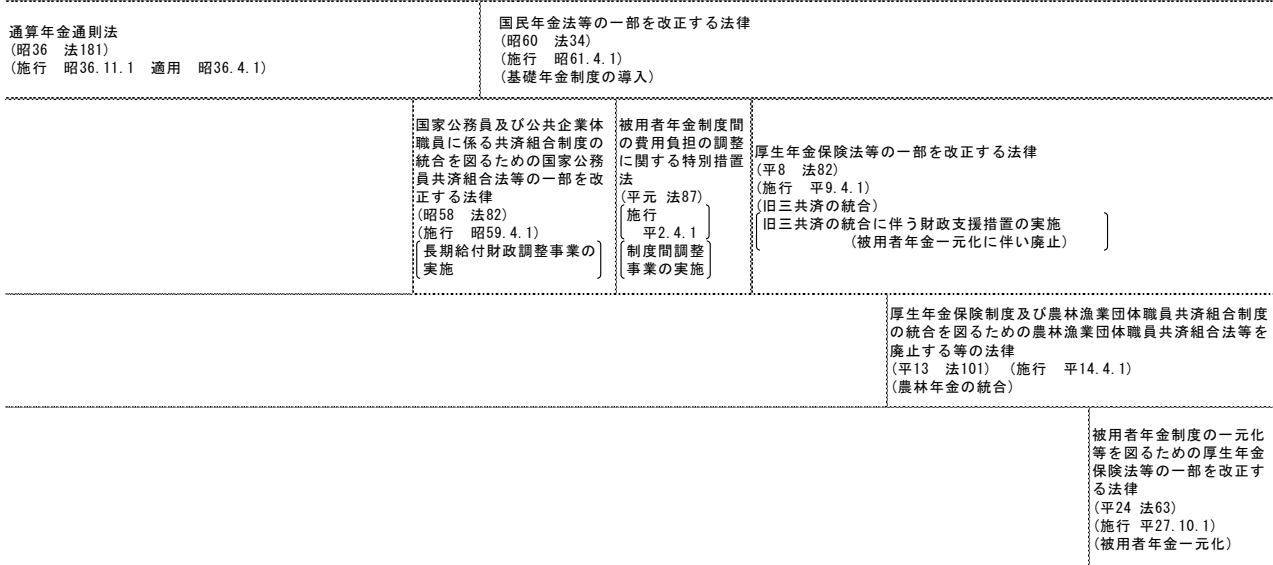 通算年金通則法
(昭36　法181)
(施行　昭36.11.1　適用　昭36.4.1)
国民年金法等の一部を改正する法律
(昭60　法34)
(施行　昭61.4.1)
(基礎年金制度の導入)
国家公務員及び公共企業体
職員に係る共済組合制度の
統合を図るための国家公務
員共済組合法等の一部を改
正する法律
(昭58　法82)
(施行　昭59.4.1)
長期給付財政調整事業の
実施
被用者年金制度間
の費用負担の調整
に関する特別措置
法
(平元 法87)
施行
平2.4.1
制度間調整
事業の実施
厚生年金保険法等の一部を改正する法律
(平8　法82)
(施行　平9.4.1)
(旧三共済の統合)
旧三共済の統合に伴う財政支援措置の実施
(被用者年金一元化に伴い廃止)
厚生年金保険制度及び農林漁業団体職員共済組合制度
の統合を図るための農林漁業団体職員共済組合法等を
廃止する等の法律
(平13　法101)　(施行　平14.4.1)
(農林年金の統合)
被用者年金制度の一元化
等を図るための厚生年金
保険法等の一部を改正す
る法律
(平24 法63)
(施行 平27.10.1)
(被用者年金一元化)